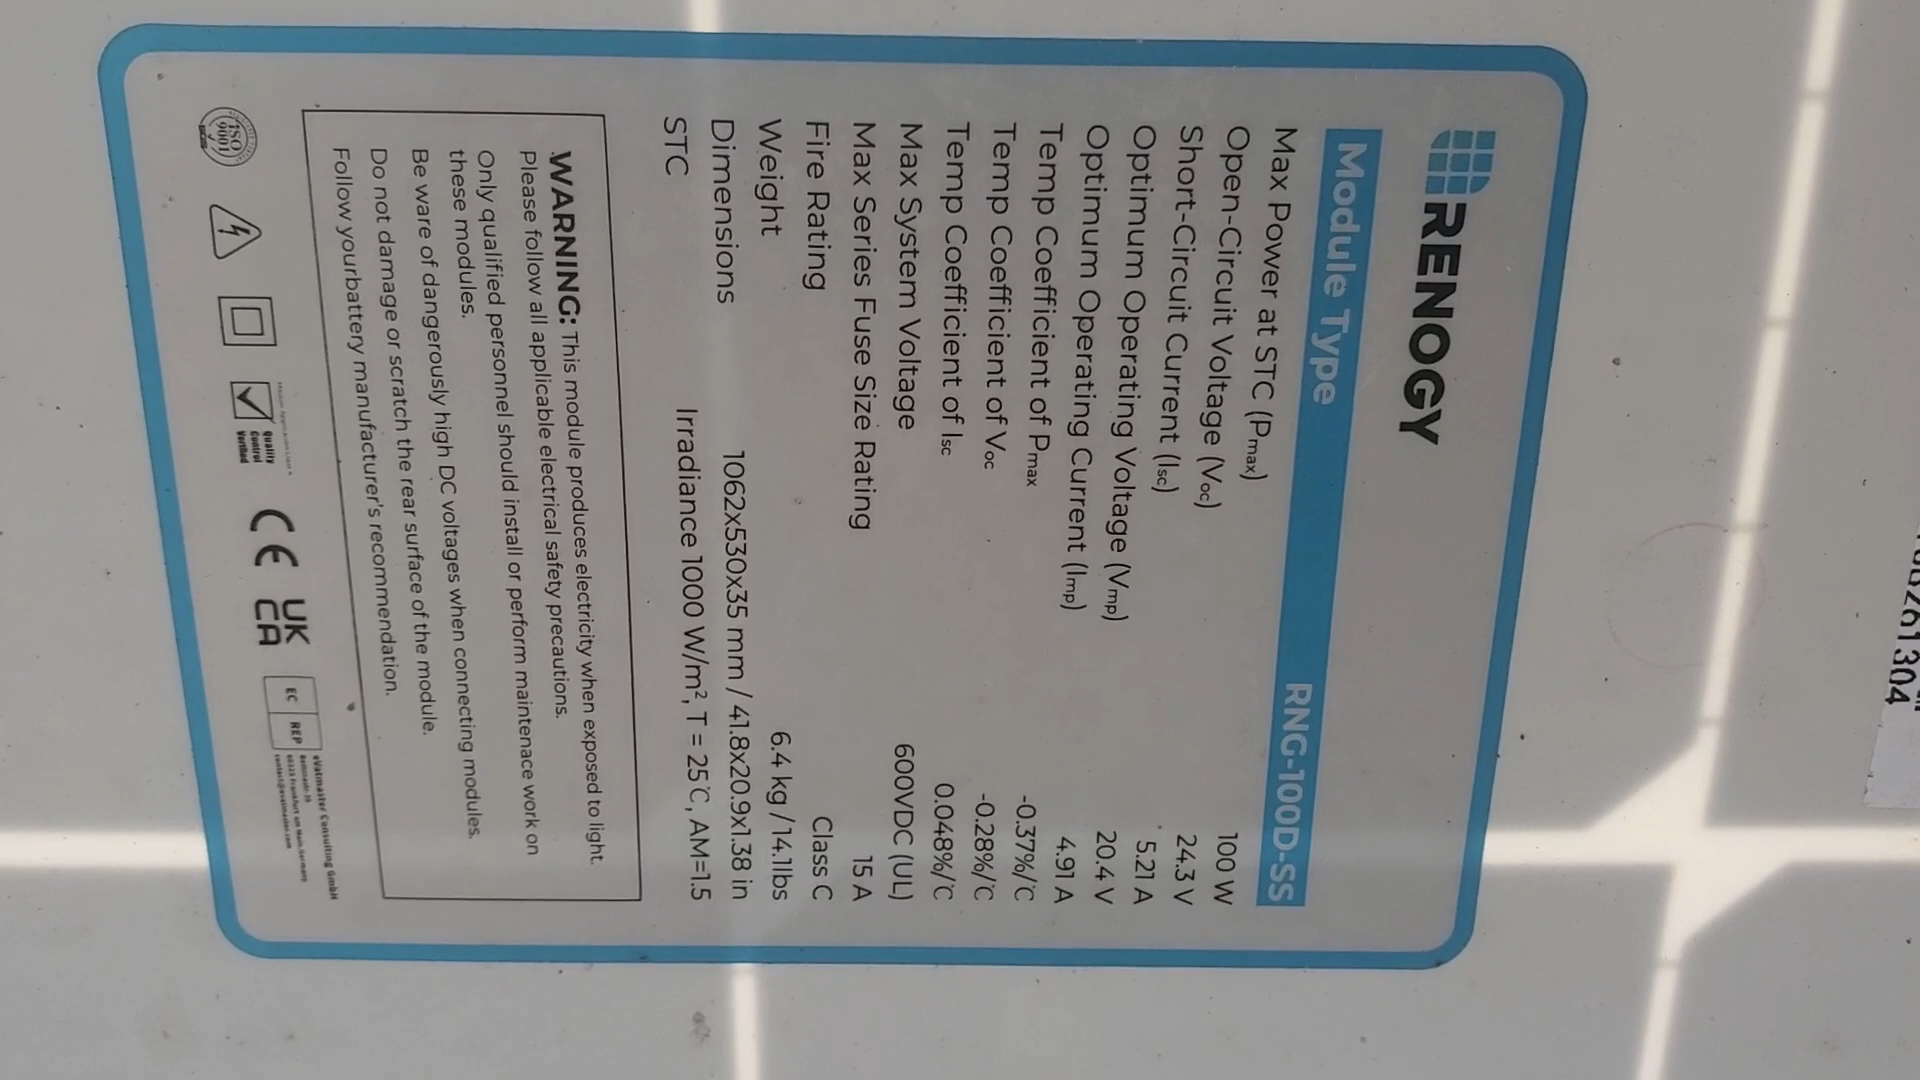 RENOGY
Module Type RNG-100D-SS
Max Power at STC (Pmax) 100 W
Open-Circuit Voltage (Voc) 24.3 V
Short-Circuit Current (Isc) 5.21 A
Optimum Operating Voltage (Vmp) 20.4 V
Optimum Operating Current (Imp) 4.91 A
Temp Coefficient of Pmax -0.37%/°C
Temp Coefficient of Voc -0.28%/°C
Temp Coefficient of Isc 0.048%/°C
Max System Voltage 600VDC (UL)
Max Series Fuse Size Rating 15 A
Fire Rating Class C
Weight 6.4 kg / 14.1lbs
Dimensions 1062x530x35 mm / 41.8x20.9x1.38 in
STC Irradiance 1000 W/m², T = 25°C, AM=1.5
WARNING: This module produces electricity when exposed to light.
Please follow all applicable electrical safety precautions.
Only qualified personnel should install or perform maintenace work on
these modules.
Be ware of dangerously high DC voltages when connecting modules.
Do not damage or scratch the rear surface of the module.
Follow yourbattery manufacturer's recommendation.
ISO
9001
Quality
Control
Verified
CE
UK
CA
EC REP
eVatmaster Consulting GmbH
contact@evatmaster.com